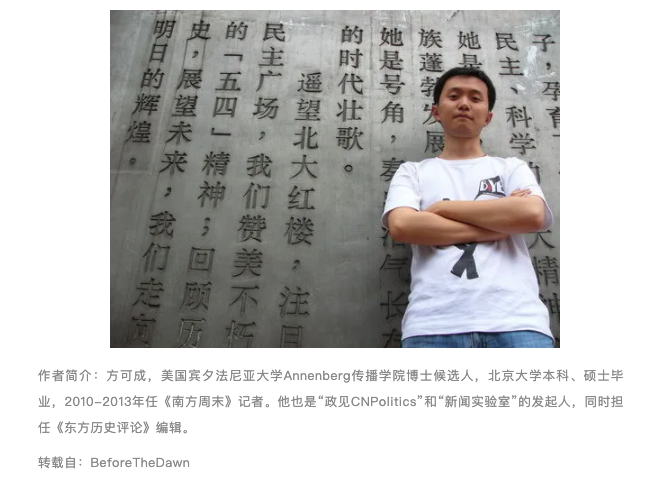 子，孕育
民主、科学
她是
族蓬勃发展
她是号角，奏
的时代壮歌。
遥望北大红楼，注目
民主广场，我们赞美不朽
的「五四」精神；回顾历
史，展望未来，我们走向
明日的辉煌。
作者简介：方可成，美国宾夕法尼亚大学Annenberg传播学院博士候选人，北京大学本科、硕士毕
业，2010-2013年任《南方周末》记者。他也是“政见CNPolitics”和“新闻实验室”的发起人，同时担
任《东方历史评论》编辑。
转载自：BeforeTheDawn